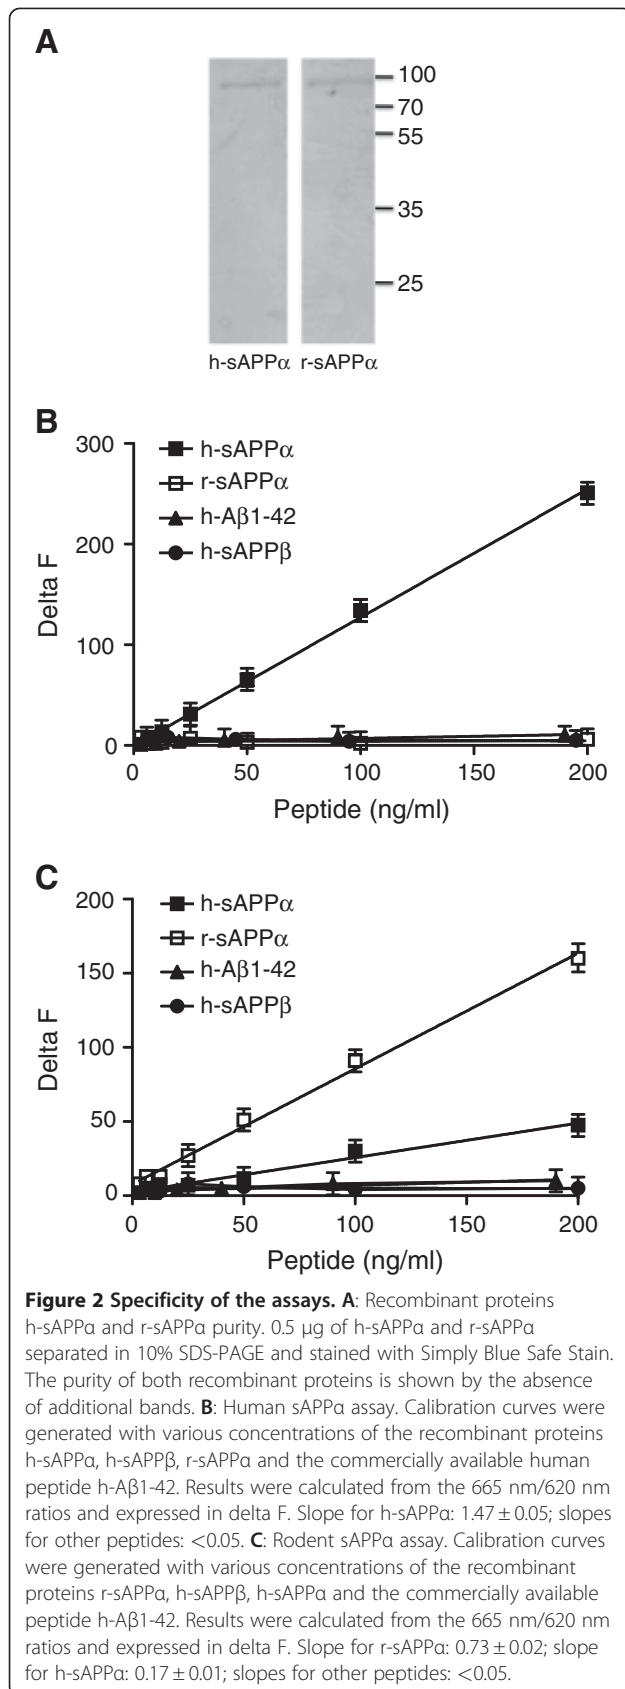 A
100
70
55
35
25
h-sAPPα r-sAPPα
B
300
200
100
0
Delta F
h-sAPPα
r-sAPPα
h-Aβ1-42
h-sAPPβ
0 50 100 150 200
Peptide (ng/ml)
C
200
150
100
50
0
Delta F
h-sAPPα
r-sAPPα
h-Aβ1-42
h-sAPPβ
0 50 100 150 200
Peptide (ng/ml)
Figure 2 Specificity of the assays. A: Recombinant proteins
h-sAPPα and r-sAPPα purity. 0.5 μg of h-sAPPα and r-sAPPα
separated in 10% SDS-PAGE and stained with Simply Blue Safe Stain.
The purity of both recombinant proteins is shown by the absence
of additional bands. B: Human sAPPα assay. Calibration curves were
generated with various concentrations of the recombinant proteins
h-sAPPα, h-sAPPβ, r-sAPPα and the commercially available human
peptide h-Aβ1-42. Results were calculated from the 665 nm/620 nm
ratios and expressed in delta F. Slope for h-sAPPα: 1.47 ± 0.05; slopes
for other peptides: <0.05. C: Rodent sAPPα assay. Calibration curves
were generated with various concentrations of the recombinant
proteins r-sAPPα, h-sAPPβ, h-sAPPα and the commercially available
peptide h-Aβ1-42. Results were calculated from the 665 nm/620 nm
ratios and expressed in delta F. Slope for r-sAPPα: 0.73 ± 0.02; slope
for h-sAPPα: 0.17 ± 0.01; slopes for other peptides: <0.05.